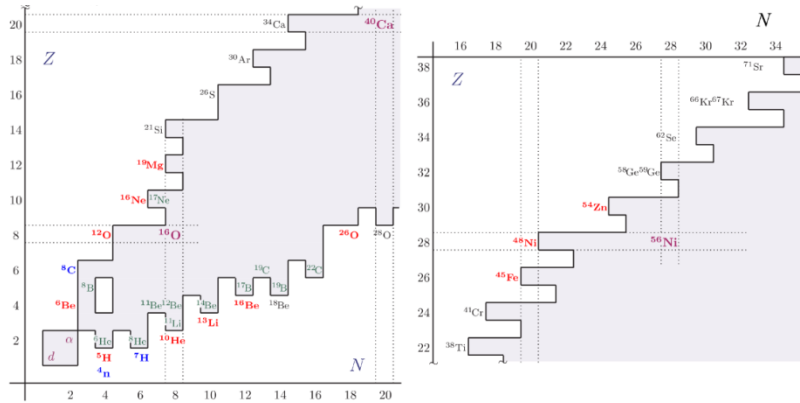 20
³⁴Ca
⁴⁰Ca
Z
³⁰Ar
18
²⁶S
16
²¹Si
14
¹⁹Mg
12
¹⁶Ne ¹⁷Ne
10
¹²O ¹⁶O
8
²⁶O ²⁸O
⁸C
6
⁸B
¹⁹C ²²C
¹⁷B ¹⁹B
⁶Be
¹¹Be ¹²Be ¹⁴Be ¹⁶Be ¹⁸Be
4
¹¹Li ¹³Li
α ⁶He ⁸He ¹⁰He
2
d
⁵H ⁷H
⁴n
N
2 4 6 8 10 12 14 16 18 20
N
16 18 20 22 24 26 28 30 32 34
38
⁷¹Sr
Z
36
⁶⁶Kr ⁶⁷Kr
34
⁶²Se
32
⁵⁸Ge ⁵⁹Ge
30
⁵⁴Zn
28
⁴⁸Ni ⁵⁶Ni
26
⁴⁵Fe
24
⁴¹Cr
22
³⁸Ti